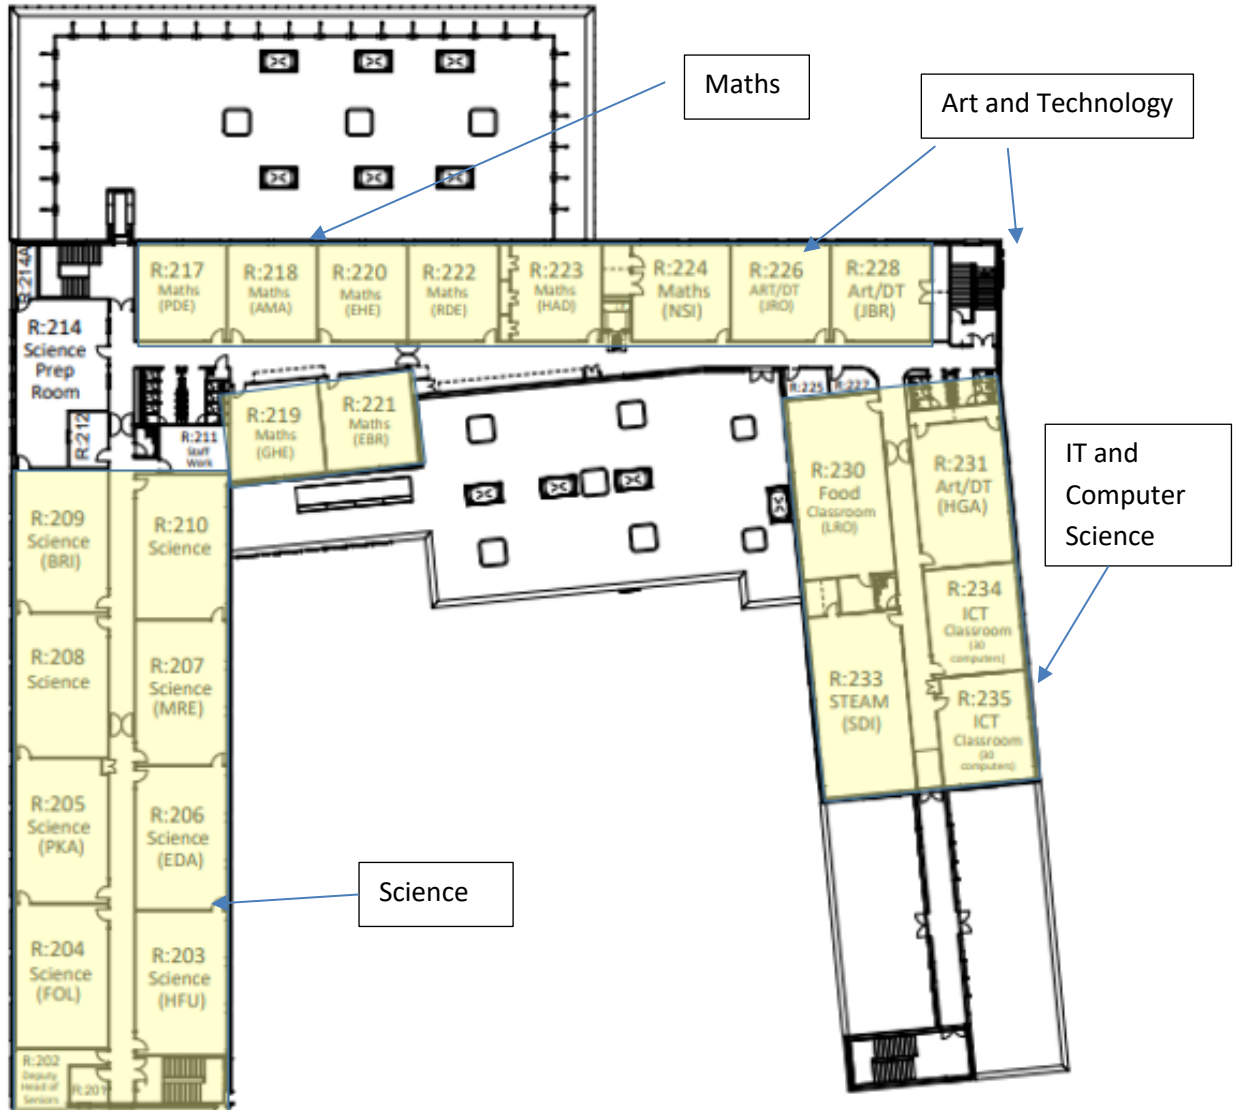 Maths
Art and Technology
R:214A
R:217
Maths
(PDE)
R:218
Maths
(AMA)
R:220
Maths
(EHE)
R:222
Maths
(RDE)
R:223
Maths
(HAD)
R:224
Maths
(NSI)
R:226
ART/DT
(JRO)
R:228
Art/DT
(JBR)
R:214
Science
Prep
Room
R:212
R:211
Staff
Work
R:219
Maths
(GHE)
R:221
Maths
(EBR)
R:225
R:227
R:230
Food
Classroom
(LRO)
R:231
Art/DT
(HGA)
IT and
Computer
Science
R:209
Science
(BRI)
R:210
Science
R:234
ICT
Classroom
(30
computers)
R:208
Science
R:207
Science
(MRE)
R:233
STEAM
(SDI)
R:235
ICT
Classroom
(30
computers)
R:205
Science
(PKA)
R:206
Science
(EDA)
Science
R:204
Science
(FOL)
R:203
Science
(HFU)
R:202
Deputy
Head of
Seniors
R:201